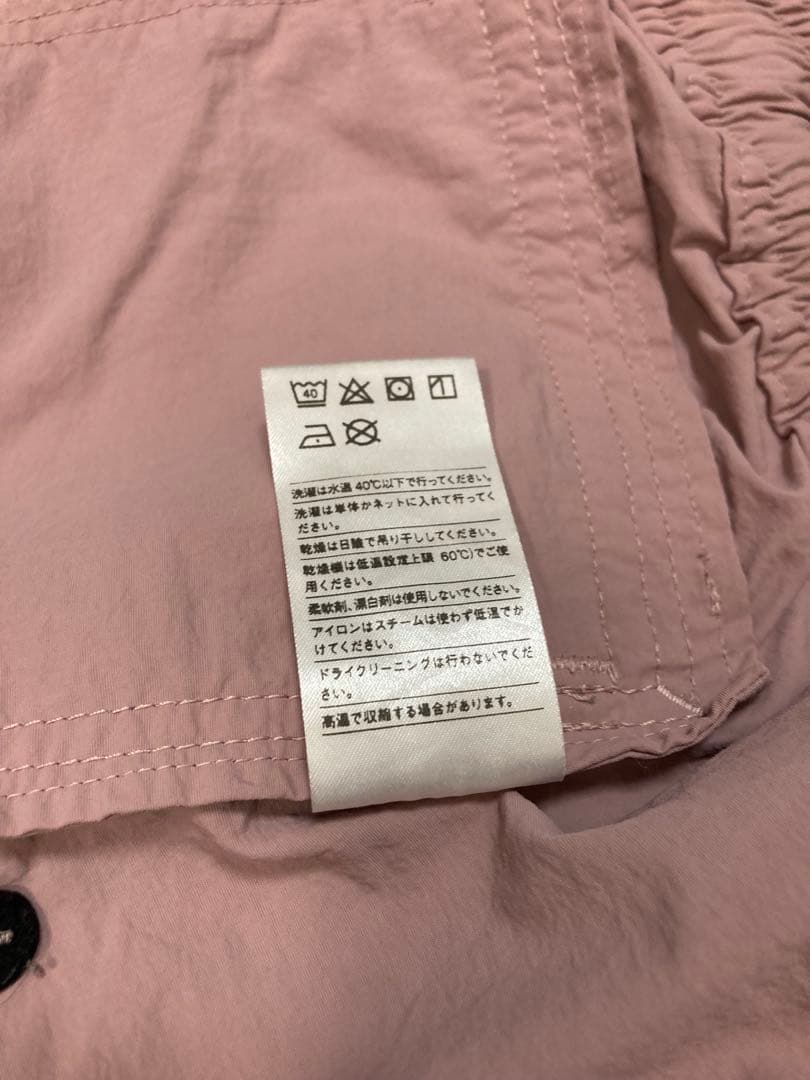 40
洗濯は水温 40℃以下で行ってください。
洗濯は単体かネットに入れて行ってく
ださい。
乾燥は日陰で吊り干ししてください。
乾燥機は低温設定上限 60℃)でご使
用ください。
柔軟剤、漂白剤は使用しないでください。
アイロンはスチームは使わず低温でか
けてください。
ドライクリーニングは行わないでくだ
さい。
高温で収縮する場合があります。